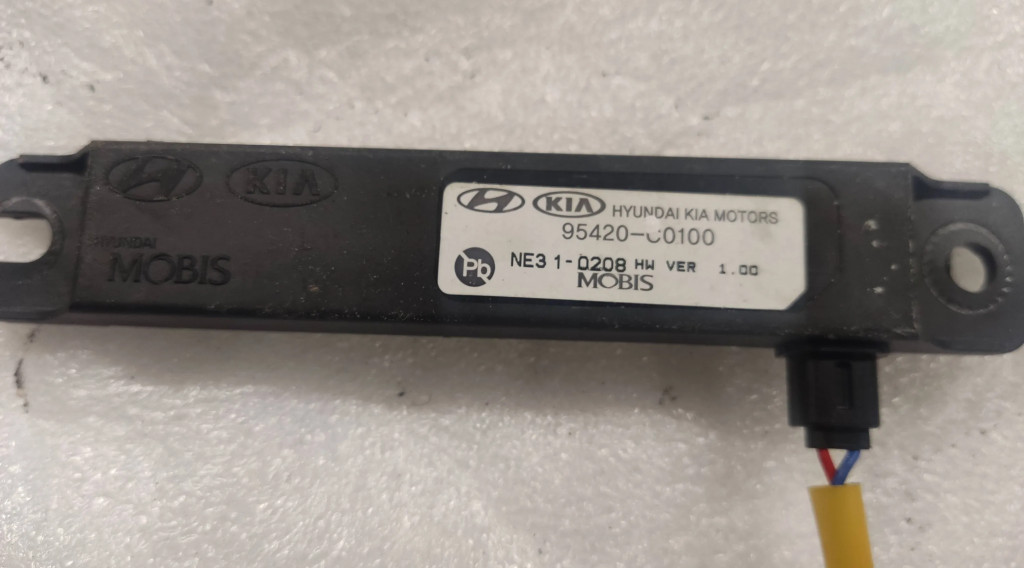 KIA
HYUNDAI
MOBIS
KIA HYUNDAI KIA MOTORS
95420-C0100
Pb NE3 1-0208 HW VER 1.00
MOBIS